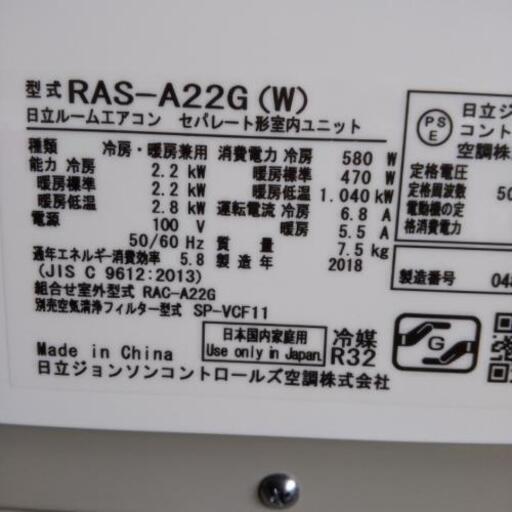 型式 RAS-A22G (W)
日立ルームエアコン セパレート形室内ユニット
種類 冷房・暖房兼用
能力 冷房 2.2 kW
暖房標準 2.2 kW
暖房低温 2.8 kW
電源 100 V
50/60 Hz
通年エネルギー消費効率 5.8
(JIS C 9612:2013)
消費電力 冷房 580 W
暖房標準 470 W
暖房低温 1.040 kW
運転電流 冷房 6.8 A
暖房 5.5 A
質量 7.5 kg
製造年 2018
組合せ室外型式 RAC-A22G
別売空気清浄フィルター型式 SP-VCF11
日本国内家庭用
Use only in Japan.
冷媒
R32
Made in China
日立ジョンソンコントロールズ空調株式会社
PS
E
日立ジ
コント
空調株
定格電圧
定格周波数 50
電動機の定
格消費電力
製造番号 048
G